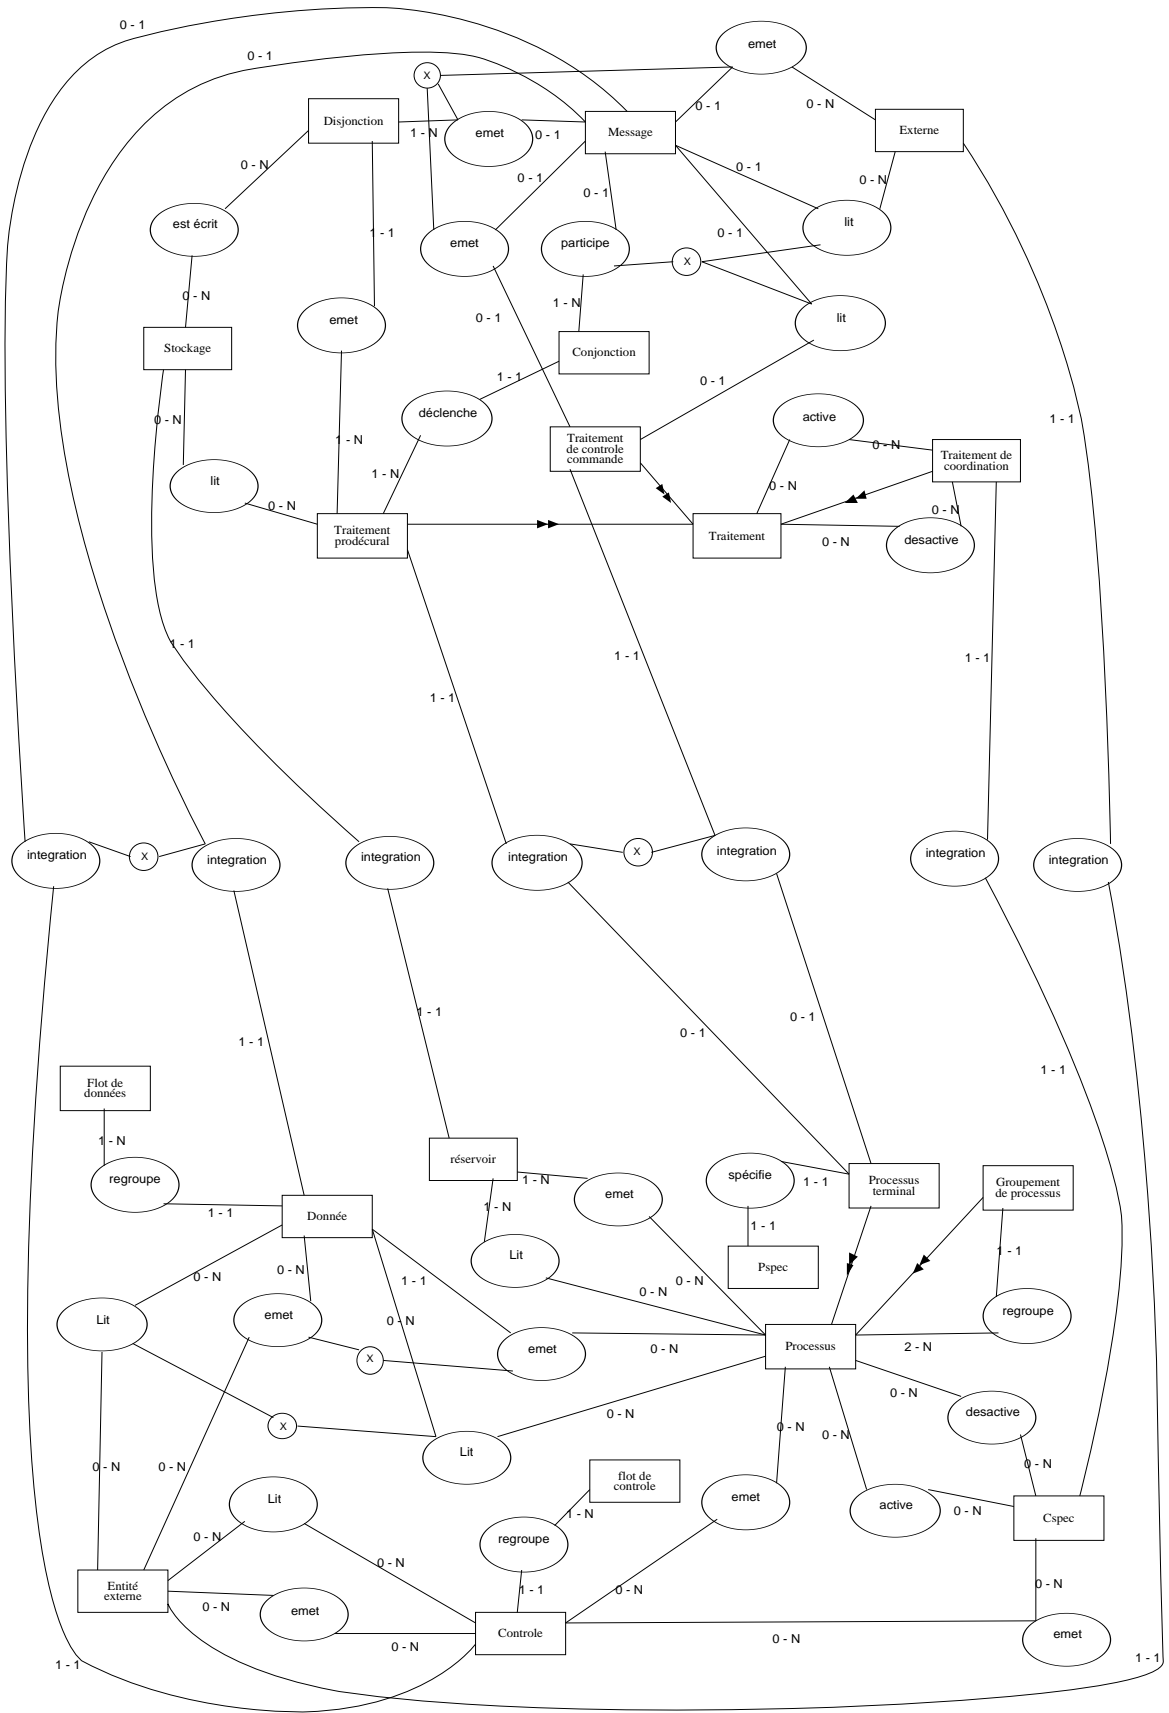 0 - 1
emet
0 - 1
X
0 - 1
0 - N
Disjonction
Message
Externe
1 - N
emet
0 - 1
0 - N
0 - 1
0 - 1
0 - N
0 - 1
est écrit
lit
participe
emet
1 - 1
0 - 1
X
0 - N
1 - N
emet
0 - 1
lit
Stockage
Conjonction
1 - 1
0 - 1
déclenche
active
0 - N
1 - 1
1 - N
Traitement
de controle
commande
0 - N
Traitement de
coordination
lit
1 - N
0 - N
0 - N
0 - N
Traitement
prodécural
Traitement
0 - N
desactive
1 - 1
1 - 1
1 - 1
1 - 1
integration
X
integration
integration
integration
X
integration
integration
integration
1 - 1
0 - 1
0 - 1
1 - 1
1 - 1
Flot de
données
1 - N
regroupe
1 - 1
réservoir
1 - N
1 - N
emet
spécifie
1 - 1
Processus
terminal
Groupement
de processus
Donnée
1 - 1
Pspec
1 - 1
Lit
0 - N
0 - N
1 - 1
0 - N
0 - N
Lit
emet
0 - N
regroupe
emet
0 - N
Processus
2 - N
X
0 - N
X
0 - N
desactive
Lit
0 - N
0 - N
0 - N
0 - N
0 - N
flot de
controle
Lit
emet
active
0 - N
Cspec
0 - N
1 - N
regroupe
0 - N
Entité
externe
1 - 1
0 - N
0 - N
0 - N
emet
Controle
0 - N
0 - N
emet
1 - 1
1 - 1